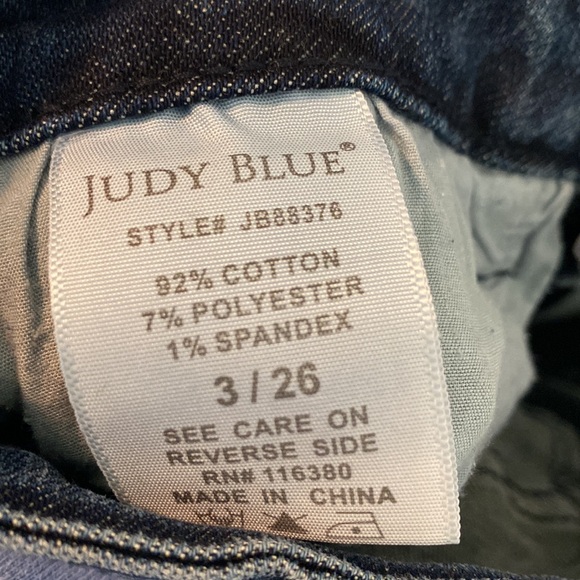 JUDY BLUE®
STYLE# JB88376
92% COTTON
7% POLYESTER
1% SPANDEX
3 / 26
SEE CARE ON
REVERSE SIDE
RN# 116380
MADE IN CHINA